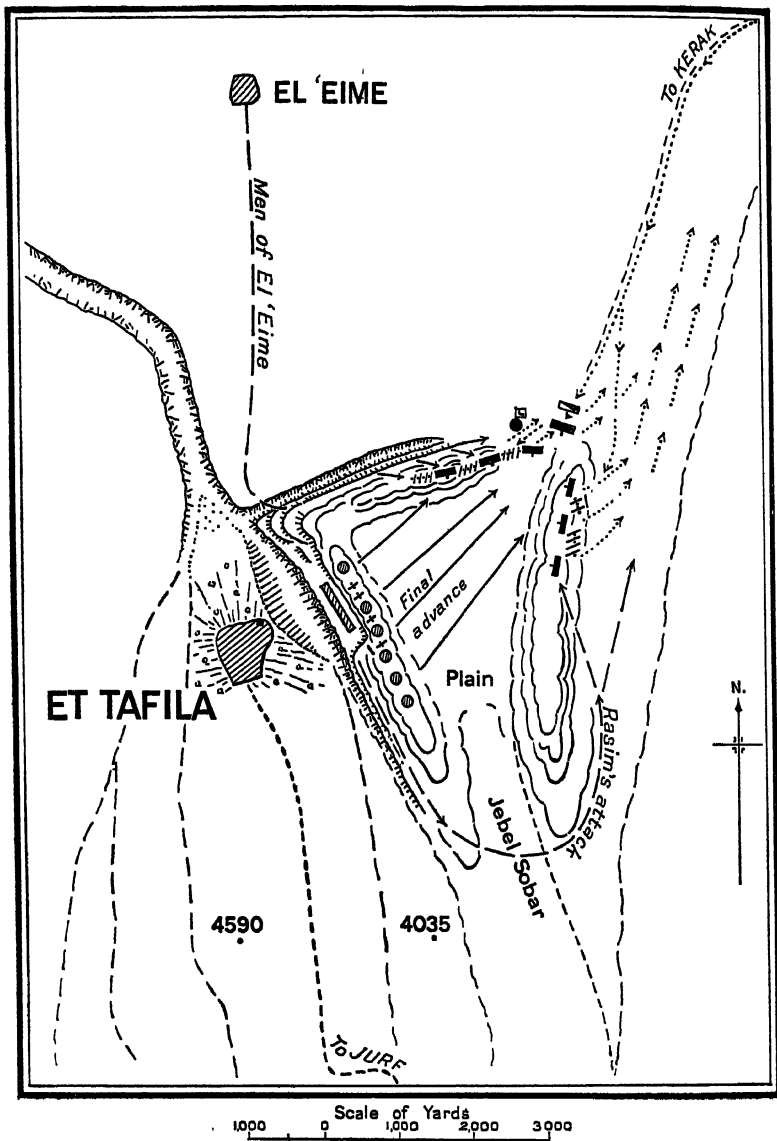 To KERAK
EL 'EIME
Men of El 'Eime
Final
advance
Plain
ET TAFILA
N.
Rasim's attack
Jebel Sobar
4590
4035
To JURF
Scale of Yards
1,000 0 1,000 2,000 3,000